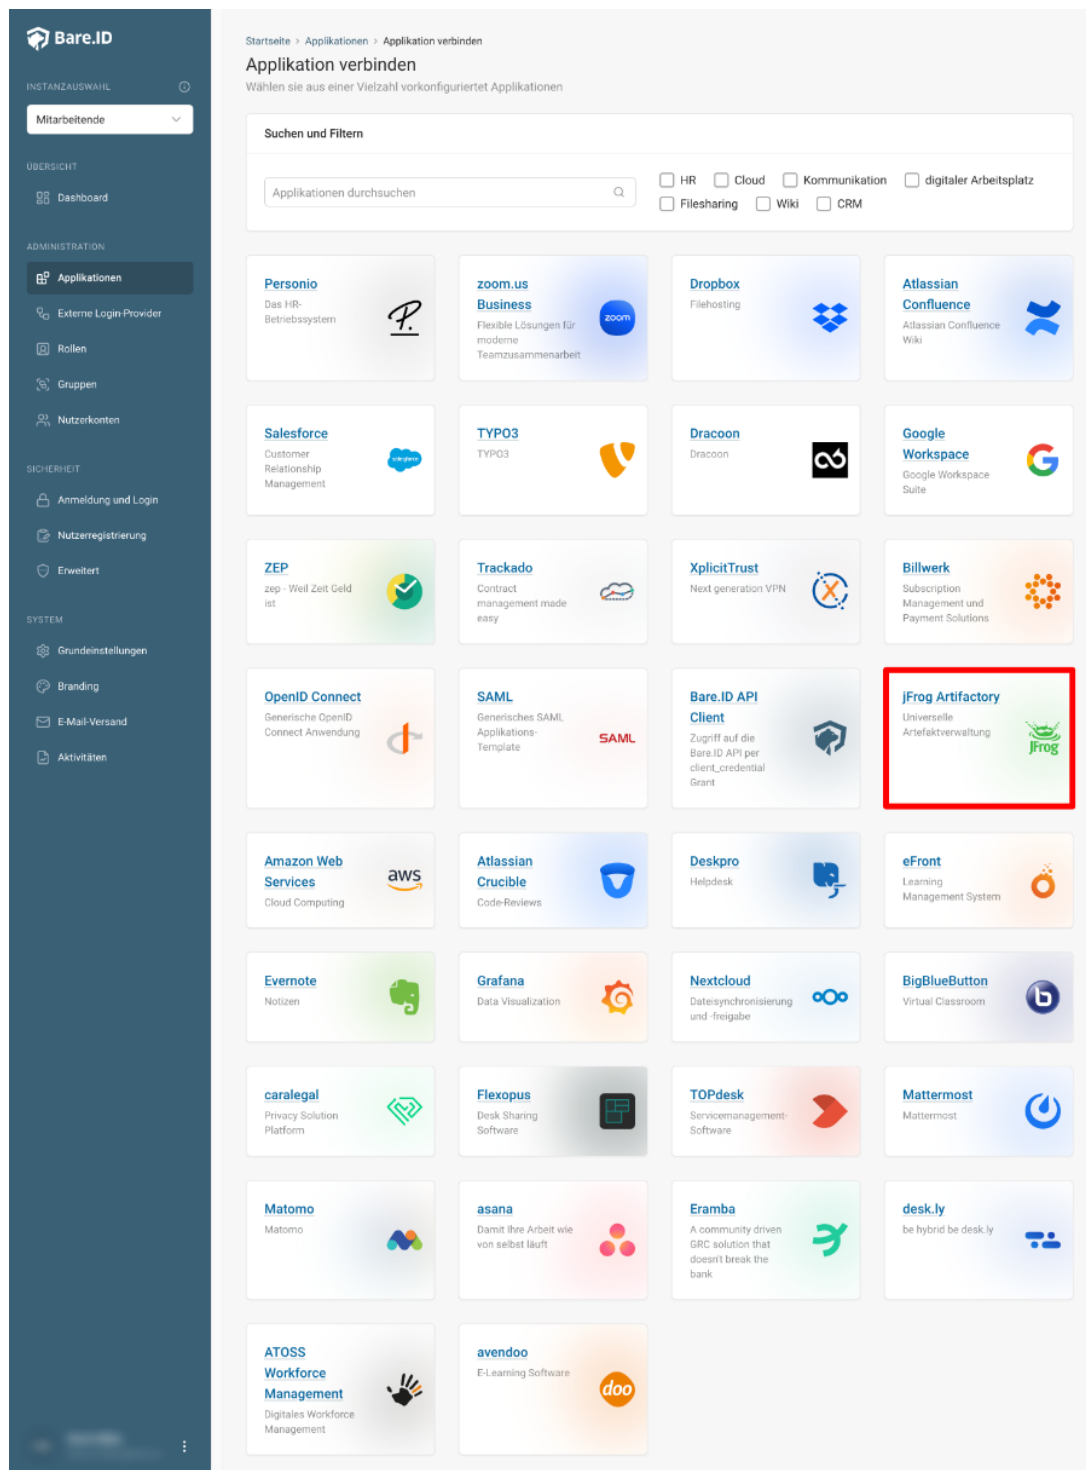 Bare.ID
INSTANZAUSWAHL
Mitarbeitende
ÜBERSICHT
Dashboard
ADMINISTRATION
Applikationen
Externe Login-Provider
Rollen
Gruppen
Nutzerkonten
SICHERHEIT
Anmeldung und Login
Nutzerregistrierung
Erweitert
SYSTEM
Grundeinstellungen
Branding
E-Mail-Versand
Aktivitäten
Startseite > Applikationen > Applikation verbinden
Applikation verbinden
Wählen sie aus einer Vielzahl vorkonfiguriertet Applikationen
Suchen und Filtern
Applikationen durchsuchen
HR Cloud Kommunikation digitaler Arbeitsplatz
Filesharing Wiki CRM
Personio
Das HR-
Betriebssystem
P.
zoom.us
Business
Flexible Lösungen für
moderne
Teamzusammenarbeit
zoom
Dropbox
Filehosting
Atlassian
Confluence
Atlassian Confluence
Wiki
Salesforce
Customer
Relationship
Management
salesforce
TYPO3
TYPO3
Dracoon
Dracoon
Google
Workspace
Google Workspace
Suite
ZEP
zep - Weil Zeit Geld
ist
Trackado
Contract
management made
easy
XplicitTrust
Next generation VPN
Billwerk
Subscription
Management und
Payment Solutions
OpenID Connect
Generische OpenID
Connect Anwendung
SAML
Generisches SAML
Applikations-
Template
SAML
Bare.ID API
Client
Zugriff auf die
Bare.ID API per
client_credential
Grant
jFrog Artifactory
Universelle
Artefaktverwaltung
JFrog
Amazon Web
Services
Cloud Computing
aws
Atlassian
Crucible
Code-Reviews
Deskpro
Helpdesk
eFront
Learning
Management System
Evernote
Notizen
Grafana
Data Visualization
Nextcloud
Dateisynchronisierung
und -freigabe
BigBlueButton
Virtual Classroom
b
caralegal
Privacy Solution
Platform
Flexopus
Desk Sharing
Software
TOPdesk
Servicemanagement-
Software
Mattermost
Mattermost
Matomo
Matomo
asana
Damit Ihre Arbeit wie
von selbst läuft
Eramba
A community driven
GRC solution that
doesn't break the
bank
desk.ly
be hybrid be desk.ly
ATOSS
Workforce
Management
Digitales Workforce
Management
avendoo
E-Learning Software
doo